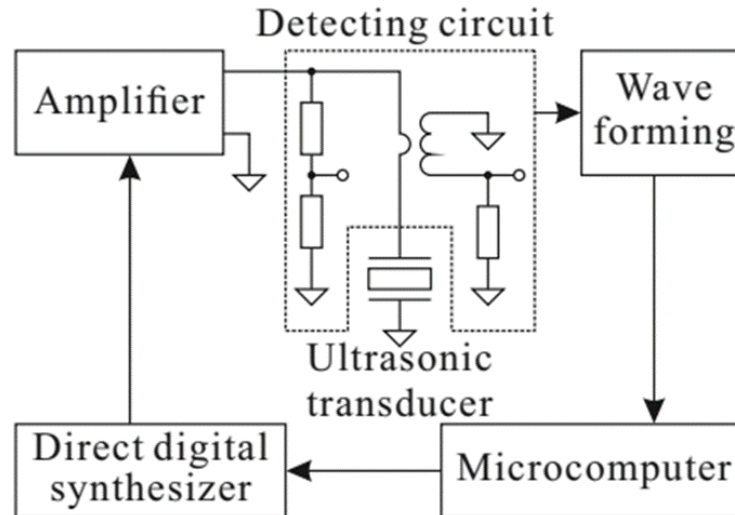 Detecting circuit
Amplifier
Wave
forming
Ultrasonic
transducer
Direct digital
synthesizer
Microcomputer